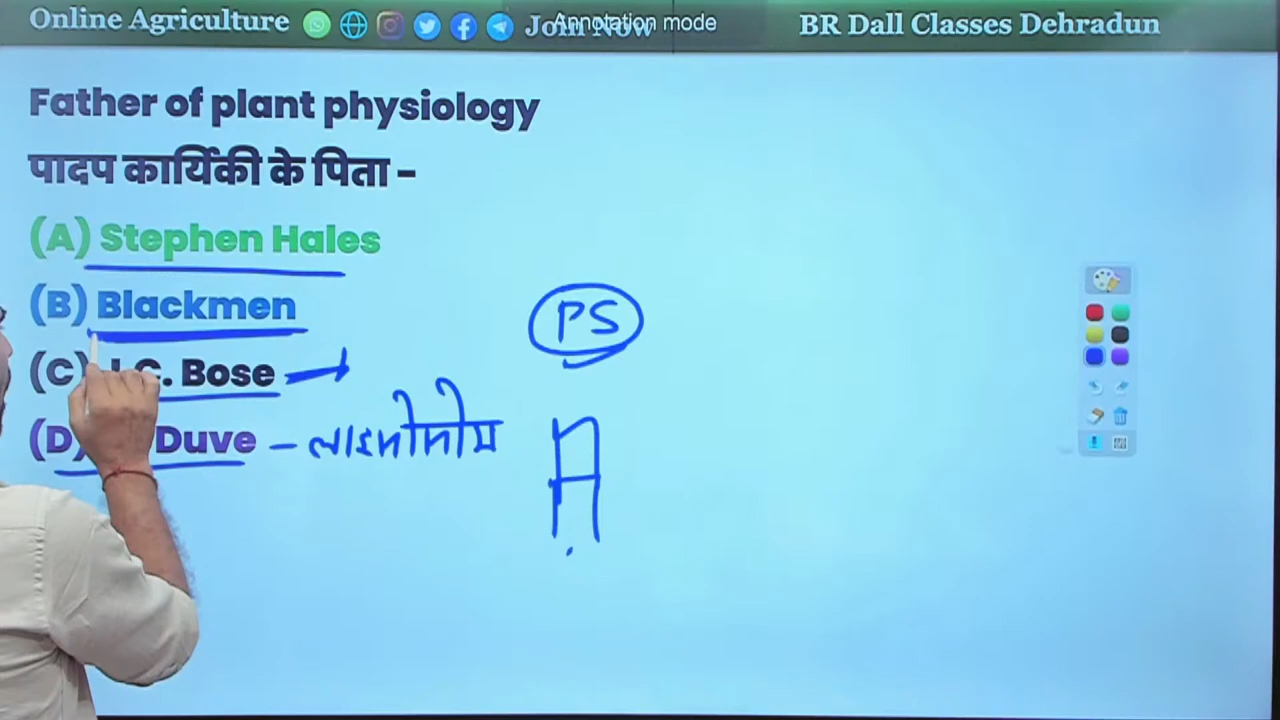 Online Agriculture Join Now Annotation mode BR Dall Classes Dehradun
Father of plant physiology
पादप कार्यिकी के पिता -
(A) Stephen Hales
(B) Blackmen
(C) J.C. Bose
(D) Duve -
PS
A